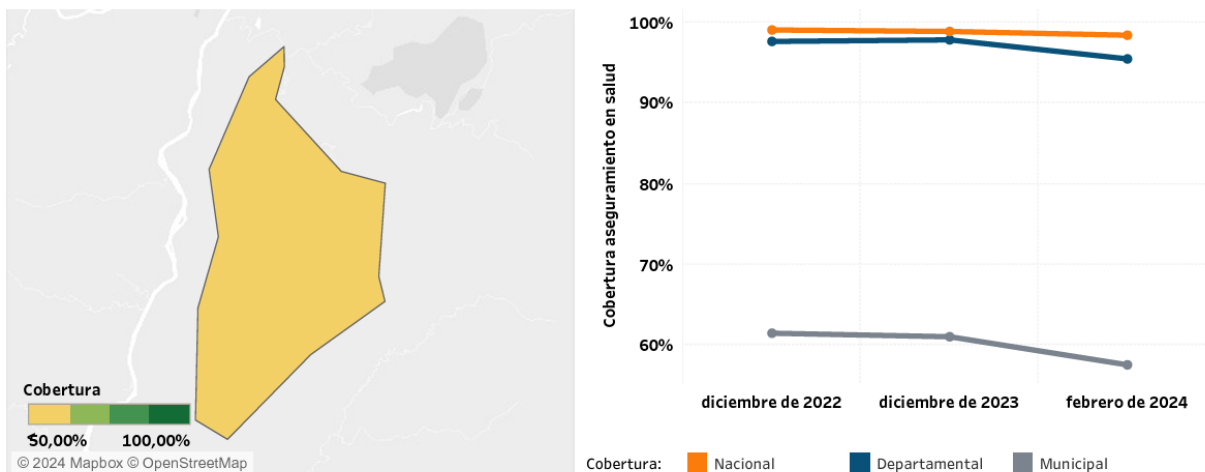 Cobertura
50,00% 100,00%
© 2024 Mapbox © OpenStreetMap
Cobertura aseguramiento en salud
100%
90%
80%
70%
60%
diciembre de 2022 diciembre de 2023 febrero de 2024
Cobertura: Nacional Departamental Municipal